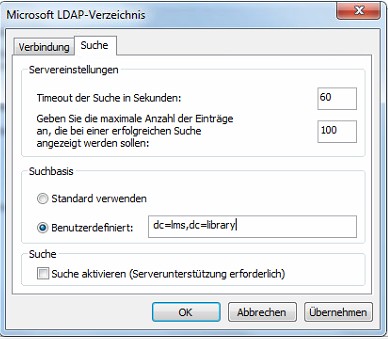 Microsoft LDAP-Verzeichnis
Verbindung Suche
Servereinstellungen
Timeout der Suche in Sekunden: 60
Geben Sie die maximale Anzahl der Einträge
an, die bei einer erfolgreichen Suche
angezeigt werden sollen: 100
Suchbasis
Standard verwenden
Benutzerdefiniert: dc=lms,dc=library
Suche
Suche aktivieren (Serverunterstützung erforderlich)
OK Abbrechen Übernehmen